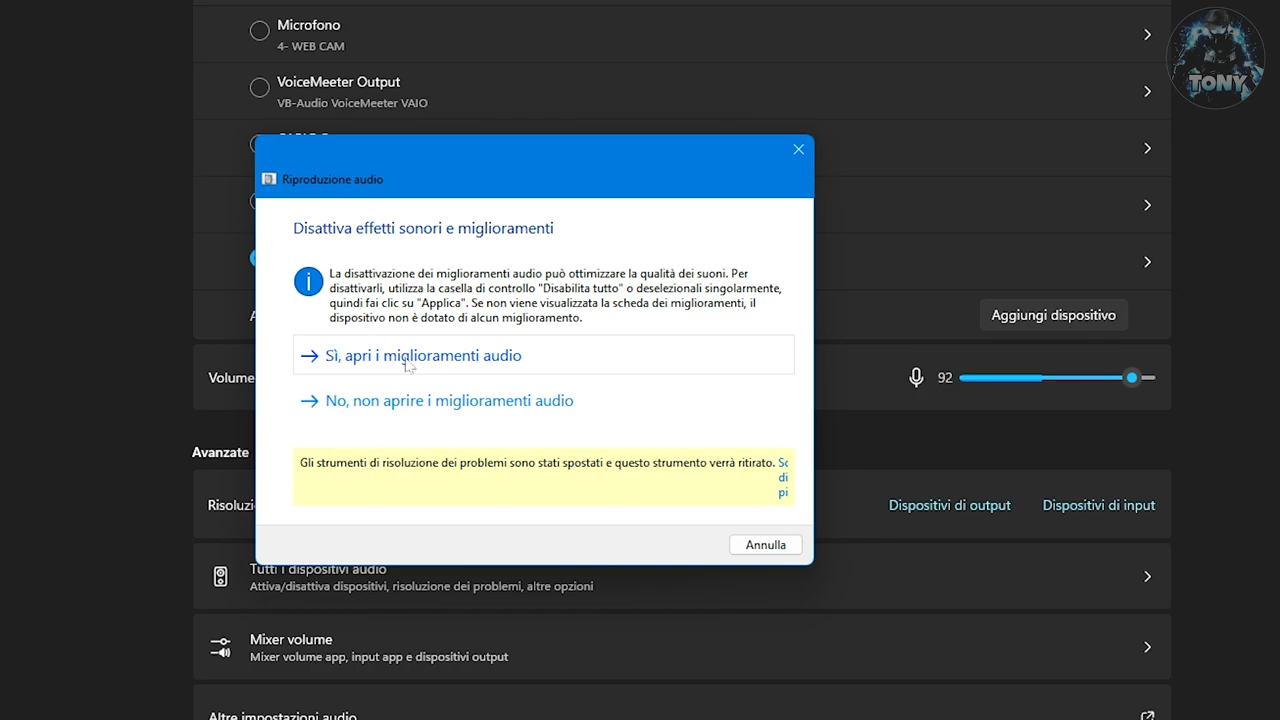 Microfono
4- WEB CAM
TONY
VoiceMeeter Output
VB-Audio VoiceMeeter VAIO
Riproduzione audio
Disattiva effetti sonori e miglioramenti
La disattivazione dei miglioramenti audio può ottimizzare la qualità dei suoni. Per
disattivarli, utilizza la casella di controllo "Disabilita tutto" o deselezionali singolarmente,
quindi fai clic su "Applica". Se non viene visualizzata la scheda dei miglioramenti, il
dispositivo non è dotato di alcun miglioramento.
Aggiungi dispositivo
Sì, apri i miglioramenti audio
Volume
92
No, non aprire i miglioramenti audio
Avanzate
Gli strumenti di risoluzione dei problemi sono stati spostati e questo strumento verrà ritirato.
di
pi
Risoluzi
Dispositivi di output
Dispositivi di input
Annulla
Tutti i dispositivi audio
Attiva/disattiva dispositivi, risoluzione dei problemi, altre opzioni
Mixer volume
Mixer volume app, input app e dispositivi output
Altre impostazioni audio